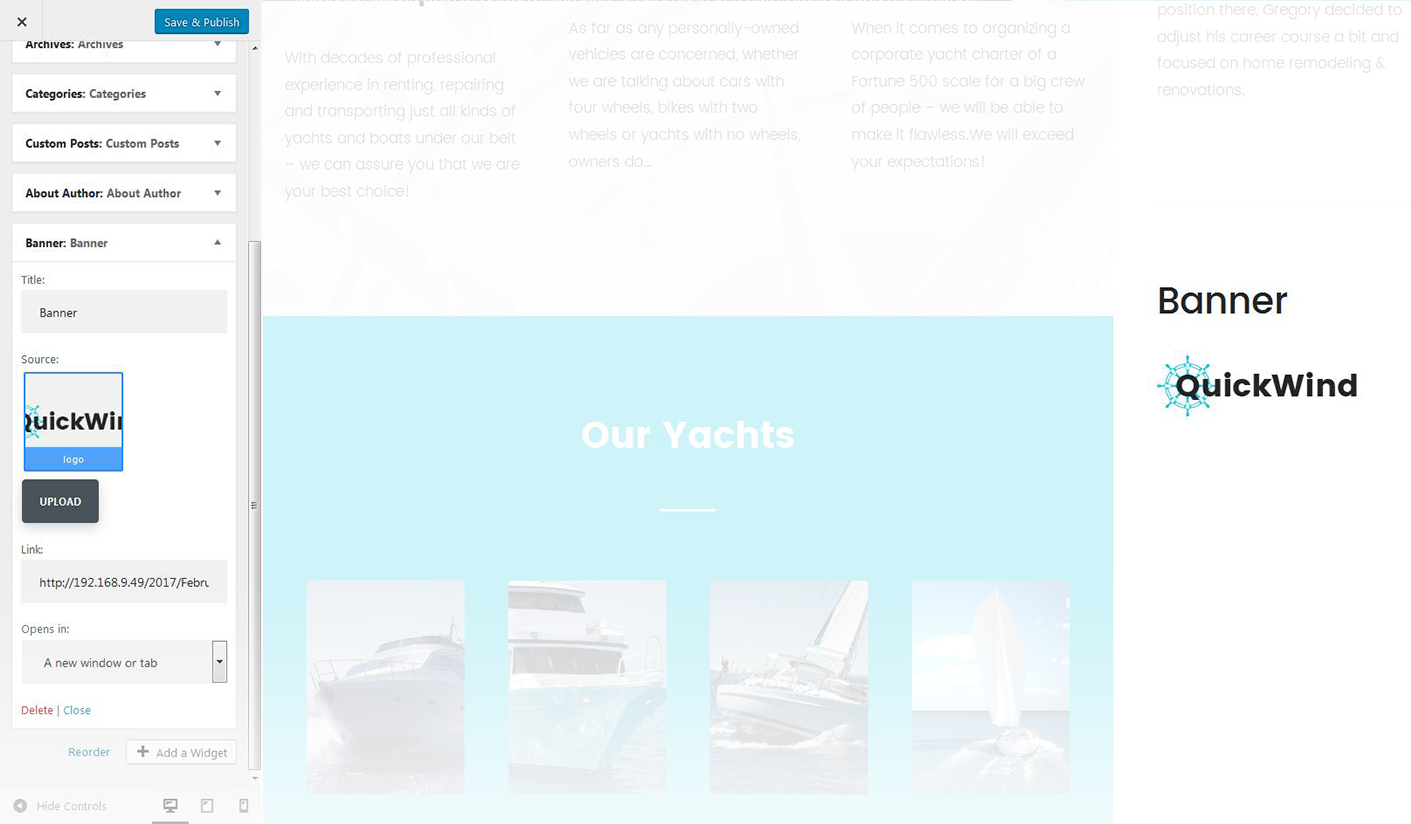 Save & Publish
Archives: Archives
Categories: Categories
Custom Posts: Custom Posts
About Author: About Author
Banner: Banner
Title:
Banner
Source:
QuickWin
logo
UPLOAD
Link:
http://192.168.9.49/2017/Febru
Opens in:
A new window or tab
Delete | Close
Reorder
Add a Widget
Hide Controls
With decades of professional
experience in renting, repairing
and transporting just all kinds of
yachts and boats under our belt
– we can assure you that we are
your best choice!
As far as any personally-owned
vehicles are concerned, whether
we are talking about cars with
four wheels, bikes with two
wheels or yachts with no wheels,
owners do...
When it comes to organizing a
corporate yacht charter of a
Fortune 500 scale for a big crew
of people – we will be able to
make it flawless.We will exceed
your expectations!
Our Yachts
position there, Gregory decided to
adjust his career course a bit and
focused on home remodeling &
renovations.
Banner
QuickWind